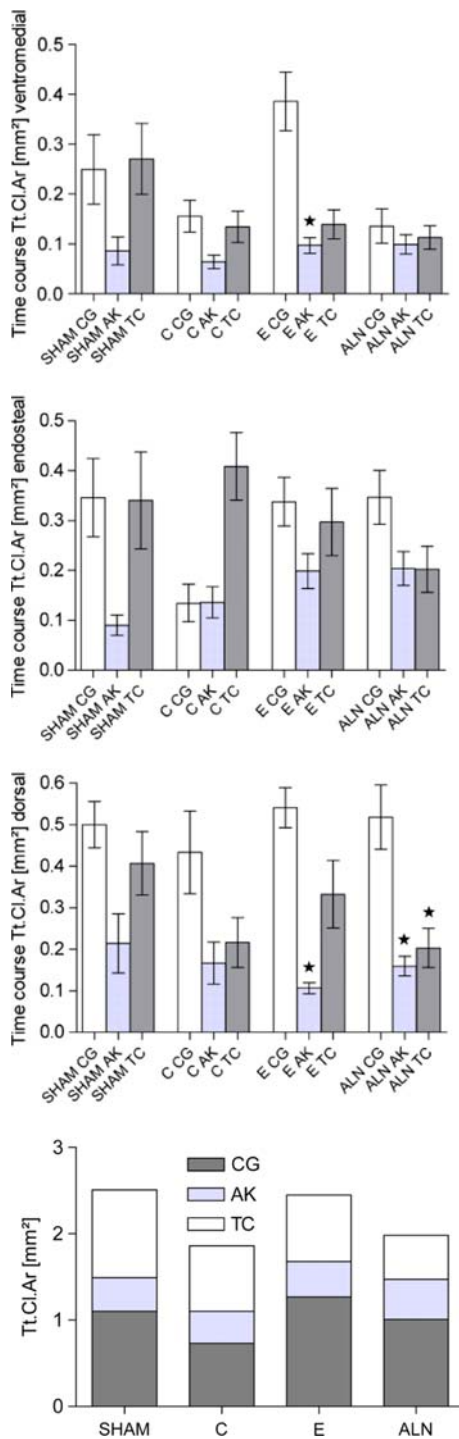 Time course Tt.Cl.Ar [mm²] ventromedial
0.5
0.4
0.3
0.2
0.1
0.0
SHAM CG
SHAM AK
SHAM TC
C CG
C AK
C TC
E CG
E AK
E TC
ALN CG
ALN AK
ALN TC
★
Time course Tt.Cl.Ar [mm²] endosteal
0.5
0.4
0.3
0.2
0.1
0.0
SHAM CG
SHAM AK
SHAM TC
C CG
C AK
C TC
E CG
E AK
E TC
ALN CG
ALN AK
ALN TC
Time course Tt.Cl.Ar [mm²] dorsal
0.6
0.5
0.4
0.3
0.2
0.1
0.0
SHAM CG
SHAM AK
SHAM TC
C CG
C AK
C TC
E CG
E AK
E TC
ALN CG
ALN AK
ALN TC
★
★
★
Tt.Cl.Ar [mm²]
3
2
1
0
CG
AK
TC
SHAM
C
E
ALN